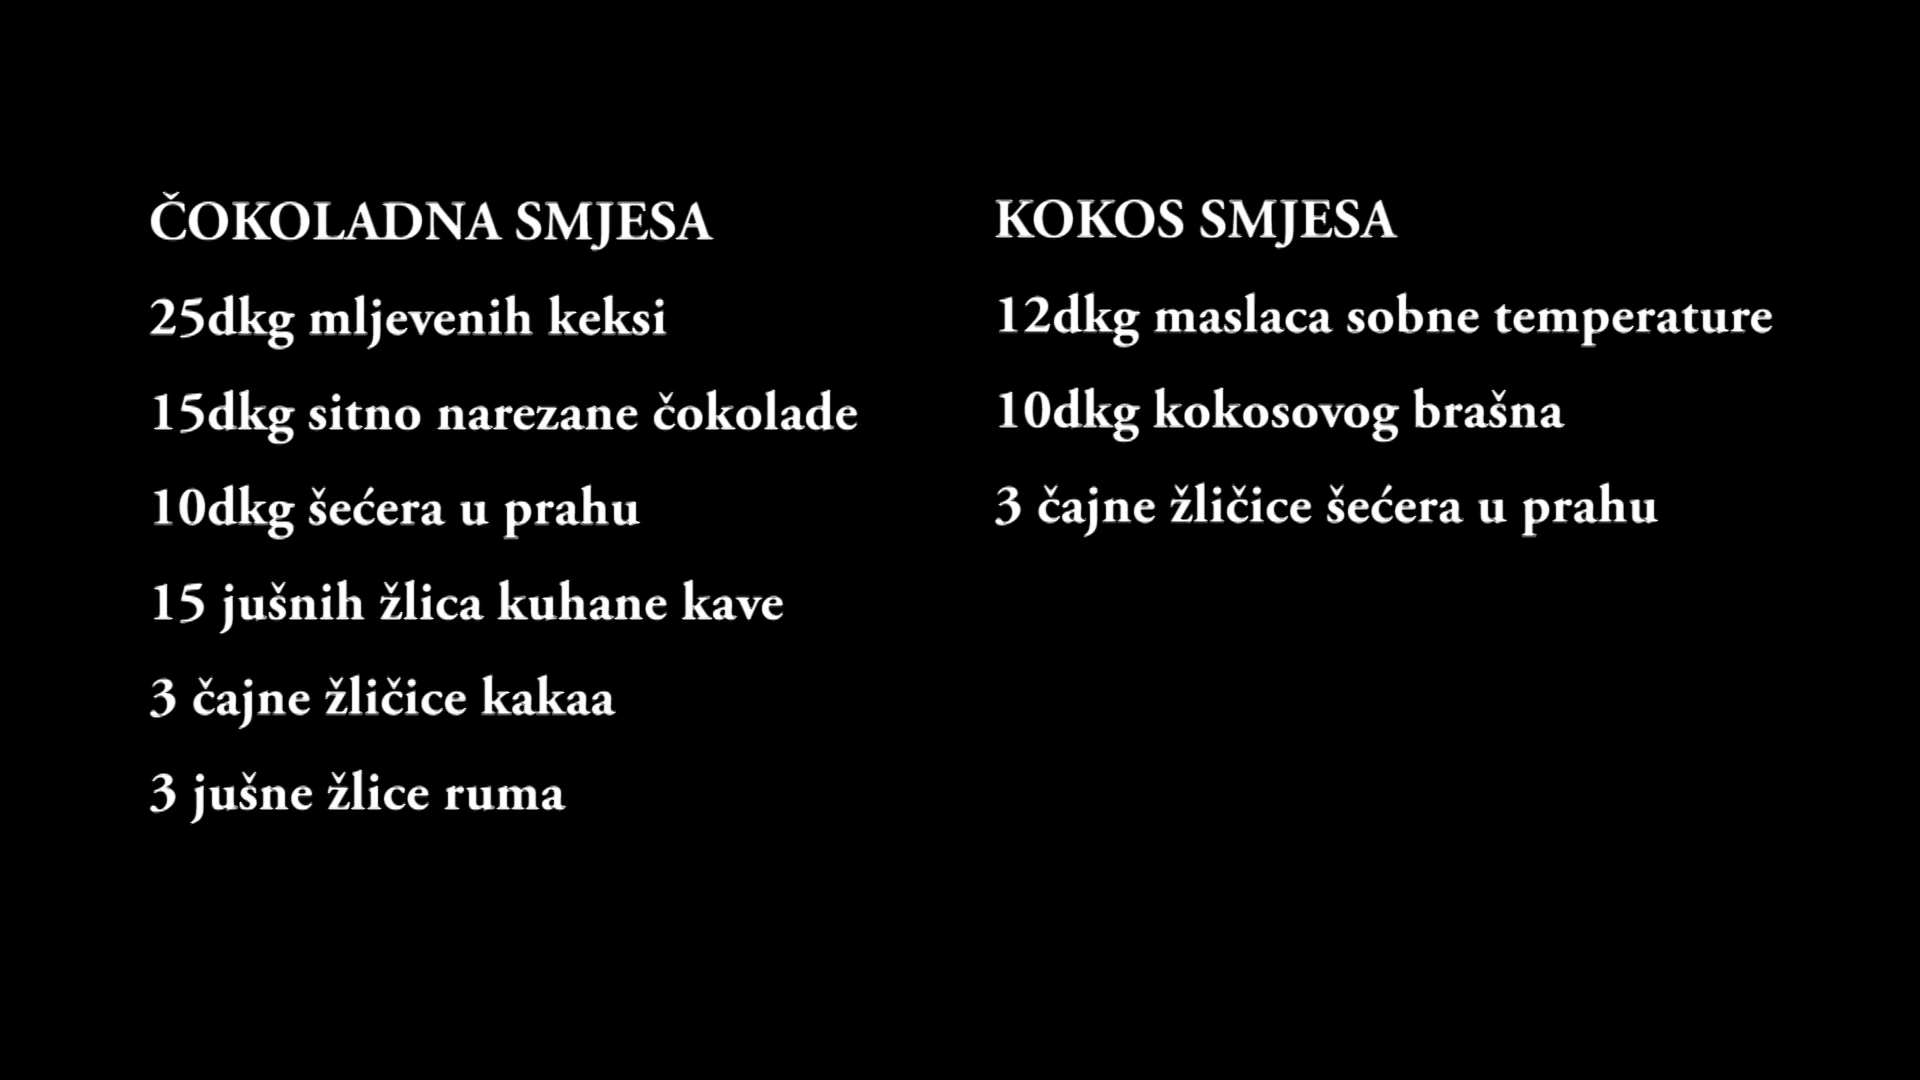 ČOKOLADNA SMJESA
25dkg mljevenih keksi
15dkg sitno narezane čokolade
10dkg šećera u prahu
15 jušnih žlica kuhane kave
3 čajne žličice kakaa
3 jušne žlice ruma
KOKOS SMJESA
12dkg maslaca sobne temperature
10dkg kokosovog brašna
3 čajne žličice šećera u prahu